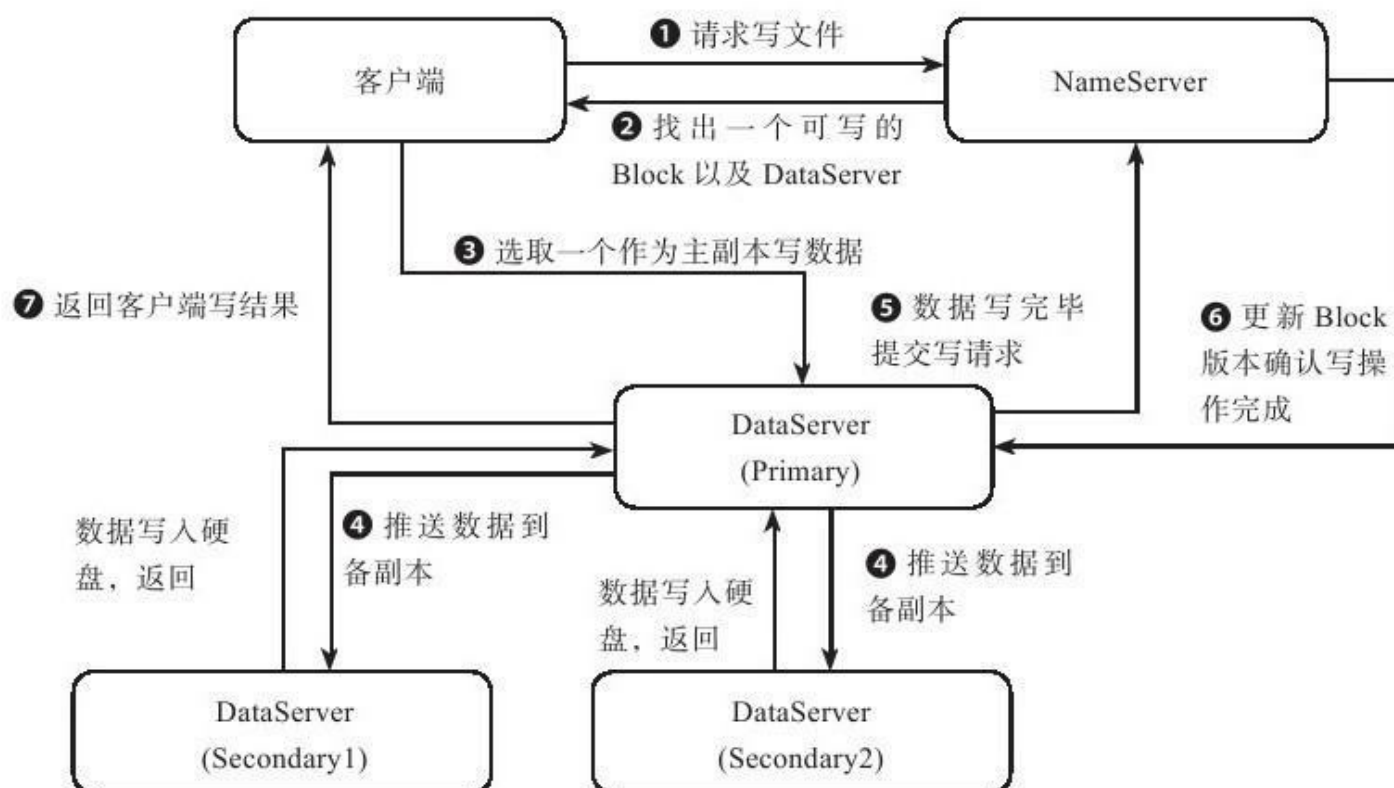 ❶ 请求写文件
客户端
NameServer
❷ 找出一个可写的
Block 以及 DataServer
❸ 选取一个作为主副本写数据
❼ 返回客户端写结果
❺ 数据写完毕
提交写请求
❻ 更新 Block
版本确认写操
作完成
DataServer
(Primary)
数据写入硬
盘，返回
❹ 推送数据到
备副本
数据写入硬
盘，返回
❹ 推送数据到
备副本
DataServer
(Secondary1)
DataServer
(Secondary2)